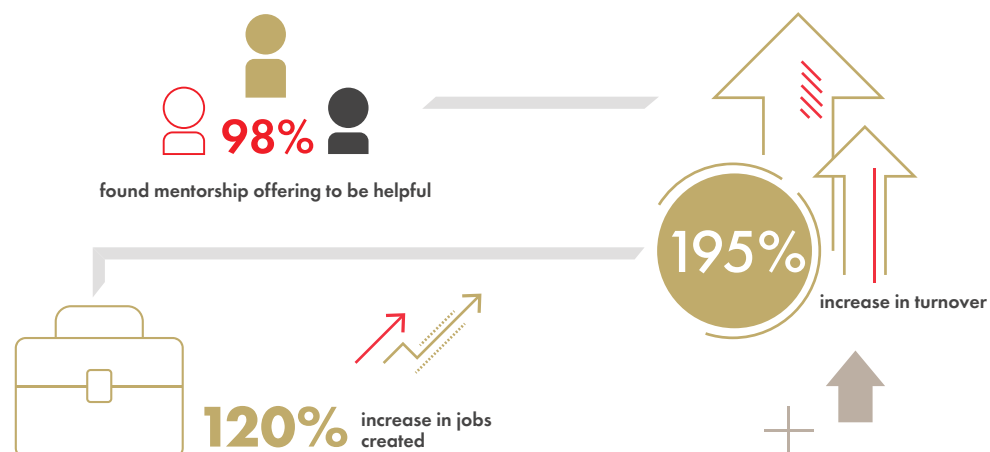 98%
found mentorship offering to be helpful
195%
increase in turnover
120%
increase in jobs
created